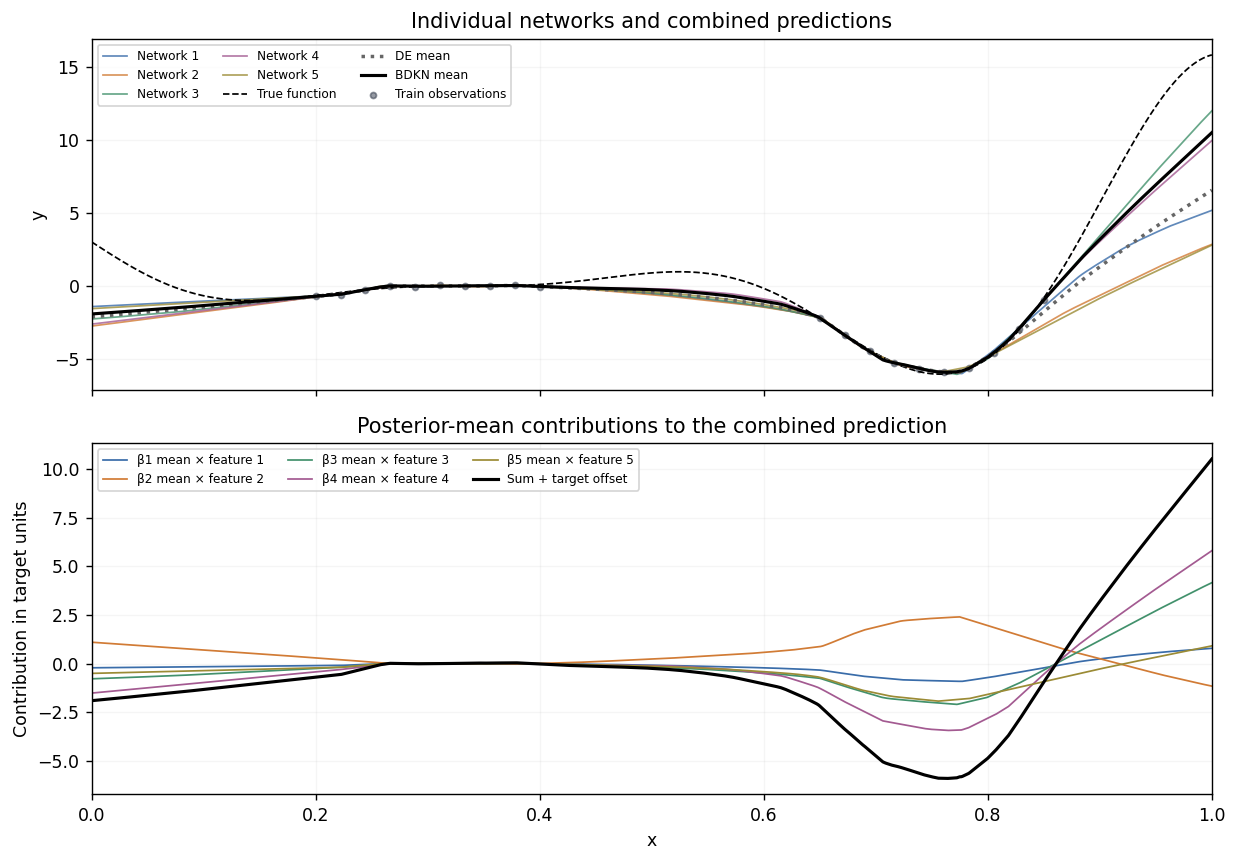 Individual networks and combined predictions
Network 1 Network 4 DE mean
Network 2 Network 5 BDKN mean
Network 3 True function Train observations
15
10
5
0
−5
y
Posterior-mean contributions to the combined prediction
β1 mean × feature 1 β3 mean × feature 3 β5 mean × feature 5
β2 mean × feature 2 β4 mean × feature 4 Sum + target offset
10.0
7.5
5.0
2.5
0.0
−2.5
−5.0
Contribution in target units
0.0 0.2 0.4 0.6 0.8 1.0
x